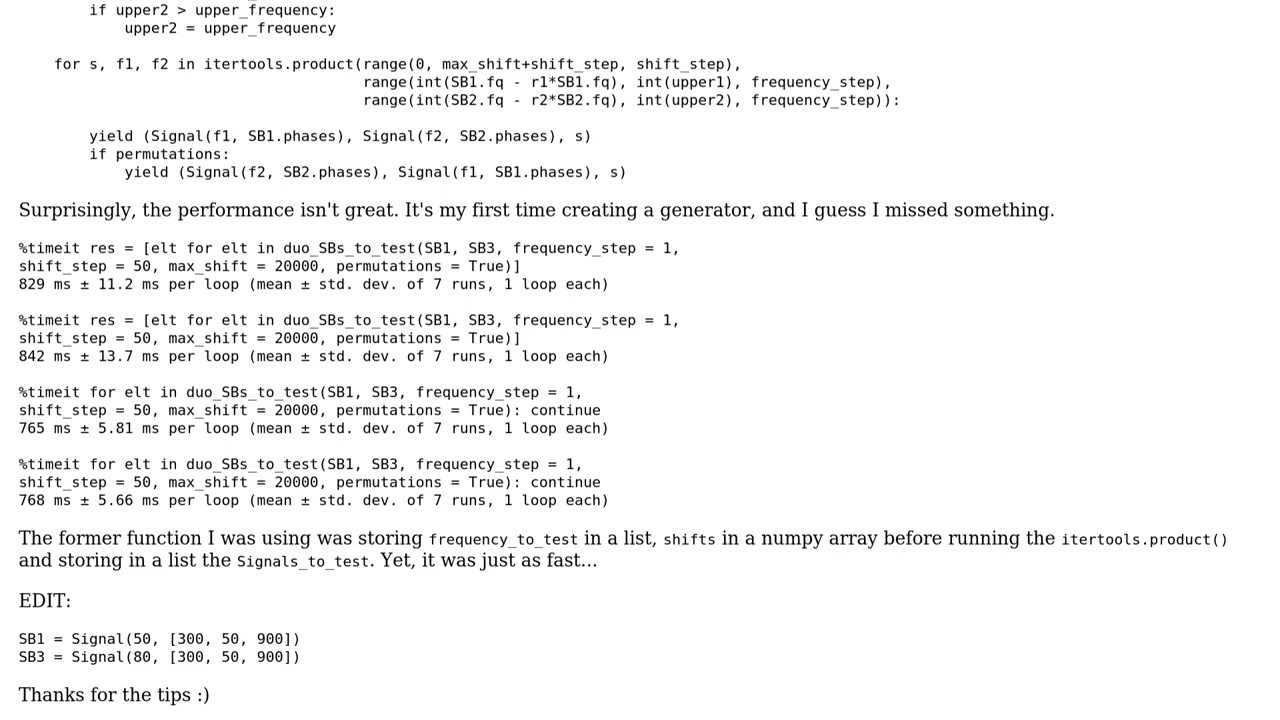 if upper2 > upper_frequency:
upper2 = upper_frequency
for s, f1, f2 in itertools.product(range(0, max_shift+shift_step, shift_step),
range(int(SB1.fq - r1*SB1.fq), int(upper1), frequency_step),
range(int(SB2.fq - r2*SB2.fq), int(upper2), frequency_step)):
yield (Signal(f1, SB1.phases), Signal(f2, SB2.phases), s)
if permutations:
yield (Signal(f2, SB2.phases), Signal(f1, SB1.phases), s)
Surprisingly, the performance isn't great. It's my first time creating a generator, and I guess I missed something.
%timeit res = [elt for elt in duo_SBs_to_test(SB1, SB3, frequency_step = 1,
shift_step = 50, max_shift = 20000, permutations = True)]
829 ms ± 11.2 ms per loop (mean ± std. dev. of 7 runs, 1 loop each)
%timeit res = [elt for elt in duo_SBs_to_test(SB1, SB3, frequency_step = 1,
shift_step = 50, max_shift = 20000, permutations = True)]
842 ms ± 13.7 ms per loop (mean ± std. dev. of 7 runs, 1 loop each)
%timeit for elt in duo_SBs_to_test(SB1, SB3, frequency_step = 1,
shift_step = 50, max_shift = 20000, permutations = True): continue
765 ms ± 5.81 ms per loop (mean ± std. dev. of 7 runs, 1 loop each)
%timeit for elt in duo_SBs_to_test(SB1, SB3, frequency_step = 1,
shift_step = 50, max_shift = 20000, permutations = True): continue
768 ms ± 5.66 ms per loop (mean ± std. dev. of 7 runs, 1 loop each)
The former function I was using was storing frequency_to_test in a list, shifts in a numpy array before running the itertools.product()
and storing in a list the Signals_to_test. Yet, it was just as fast...
EDIT:
SB1 = Signal(50, [300, 50, 900])
SB3 = Signal(80, [300, 50, 900])
Thanks for the tips :)